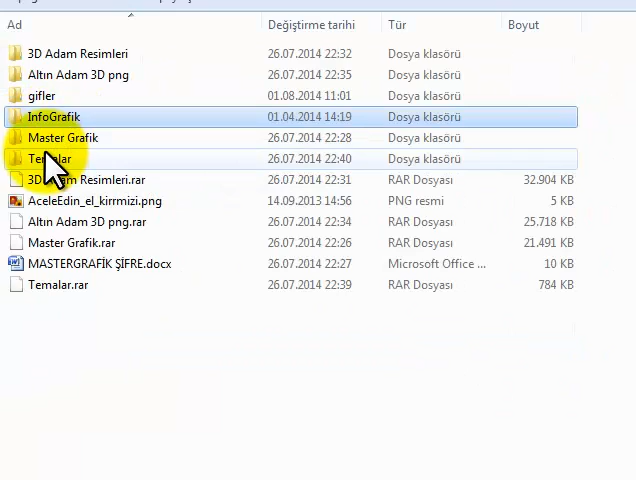 Ad Değiştirme tarihi Tür Boyut
3D Adam Resimleri 26.07.2014 22:32 Dosya klasörü
Altın Adam 3D png 26.07.2014 22:35 Dosya klasörü
gifler 01.08.2014 11:01 Dosya klasörü
InfoGrafik 01.04.2014 14:19 Dosya klasörü
Master Grafik 26.07.2014 22:28 Dosya klasörü
Temalar 26.07.2014 22:40 Dosya klasörü
3D Adam Resimleri.rar 26.07.2014 22:31 RAR Dosyası 32.904 KB
AceleEdin_el_kirrmizi.png 14.09.2013 14:56 PNG resmi 5 KB
Altın Adam 3D png.rar 26.07.2014 22:34 RAR Dosyası 25.718 KB
Master Grafik.rar 26.07.2014 22:26 RAR Dosyası 21.491 KB
MASTERGRAFİK ŞİFRE.docx 26.07.2014 22:27 Microsoft Office ... 10 KB
Temalar.rar 26.07.2014 22:39 RAR Dosyası 784 KB